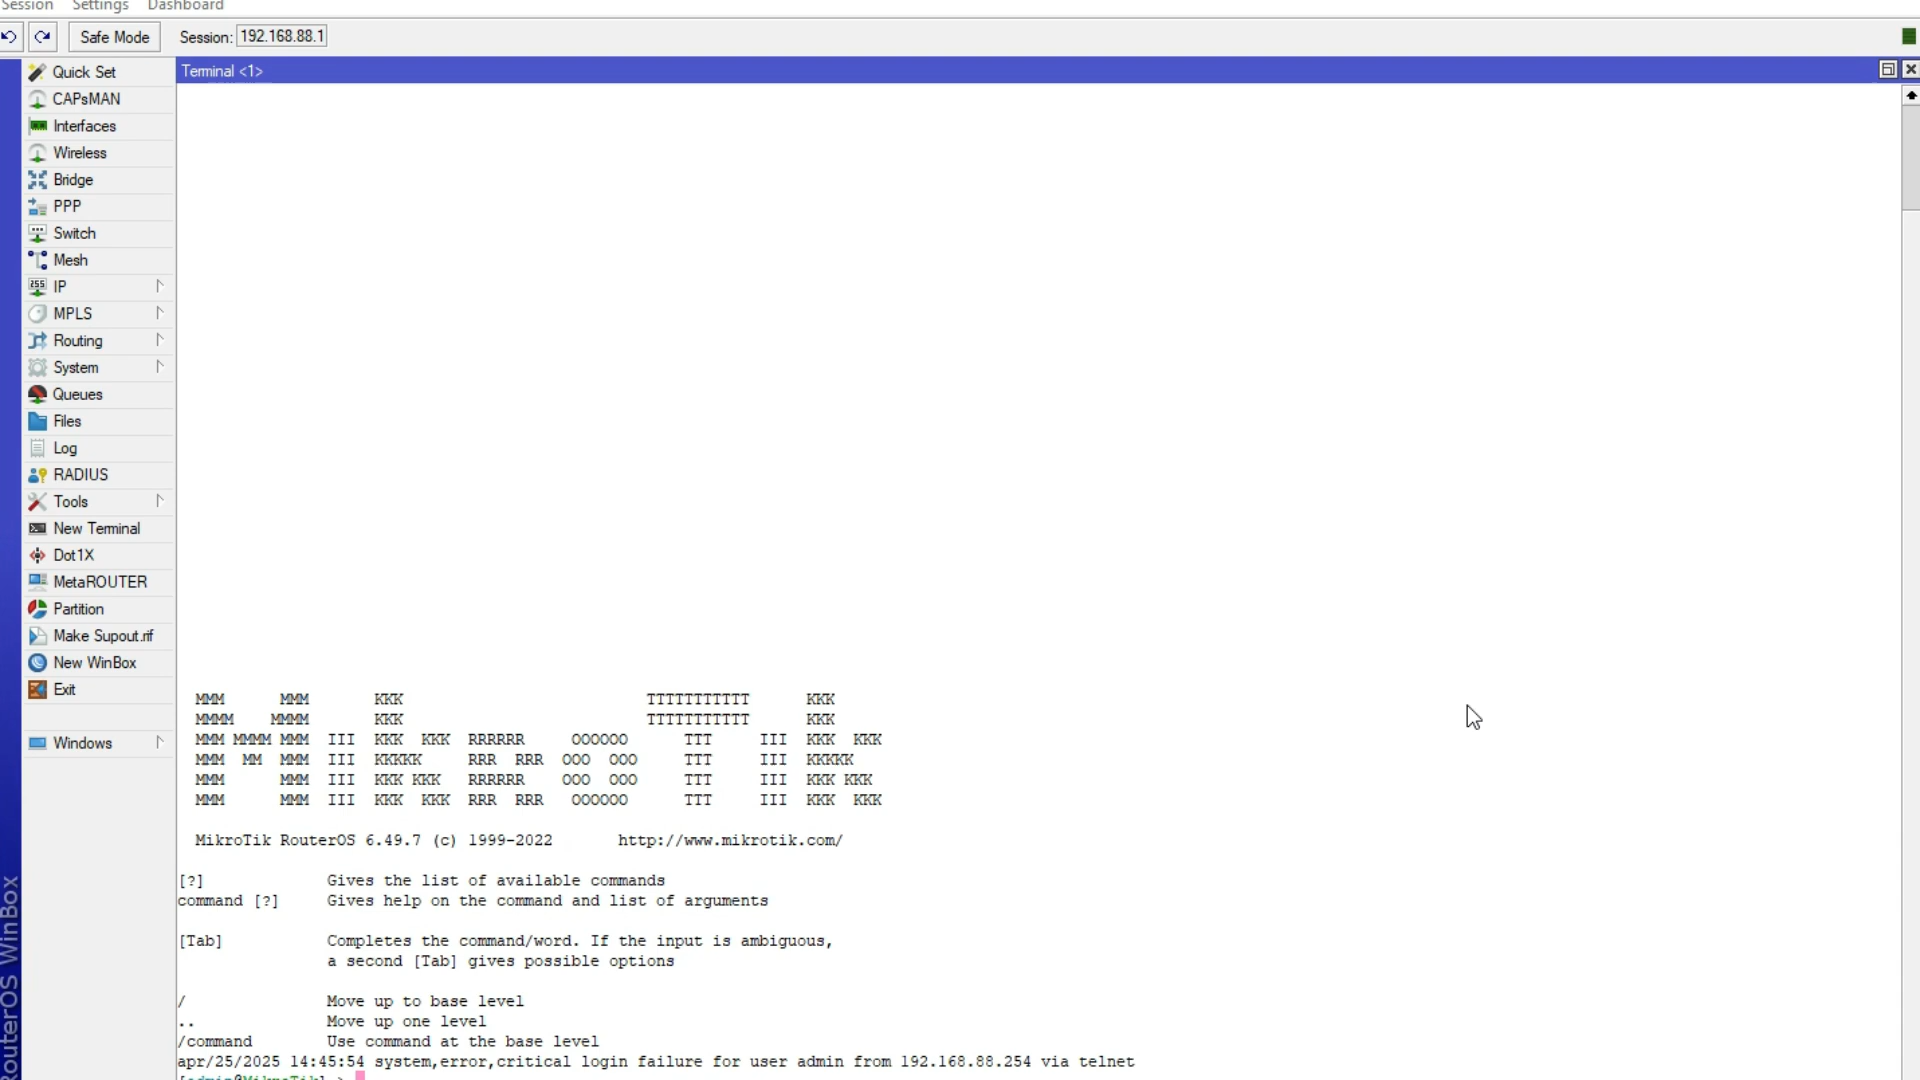 Session Settings Dashboard
Safe Mode Session: 192.168.88.1
Terminal <1>
Quick Set
CAPsMAN
Interfaces
Wireless
Bridge
PPP
Switch
Mesh
IP
MPLS
Routing
System
Queues
Files
Log
RADIUS
Tools
New Terminal
Dot1X
MetaROUTER
Partition
Make Supout.rif
New WinBox
Exit
Windows
RouterOS WinBox
MMM      MMM       KKK                          TTTTTTTTTTT      KKK
MMMM    MMMM       KKK                          TTTTTTTTTTT      KKK
MMM MMMM MMM  III  KKK  KKK  RRRRRR     OOOOOO      TTT     III  KKK  KKK
MMM  MM  MMM  III  KKKKK     RRR  RRR  OOO  OOO     TTT     III  KKKKK
MMM      MMM  III  KKK KKK   RRRRRR    OOO  OOO     TTT     III  KKK KKK
MMM      MMM  III  KKK  KKK  RRR  RRR   OOOOOO      TTT     III  KKK  KKK
MikroTik RouterOS 6.49.7 (c) 1999-2022       http://www.mikrotik.com/
[?]             Gives the list of available commands
command [?]     Gives help on the command and list of arguments
[Tab]           Completes the command/word. If the input is ambiguous,
a second [Tab] gives possible options
/               Move up to base level
..              Move up one level
/command        Use command at the base level
apr/25/2025 14:45:54 system,error,critical login failure for user admin from 192.168.88.254 via telnet
[admin@MikroTik] >